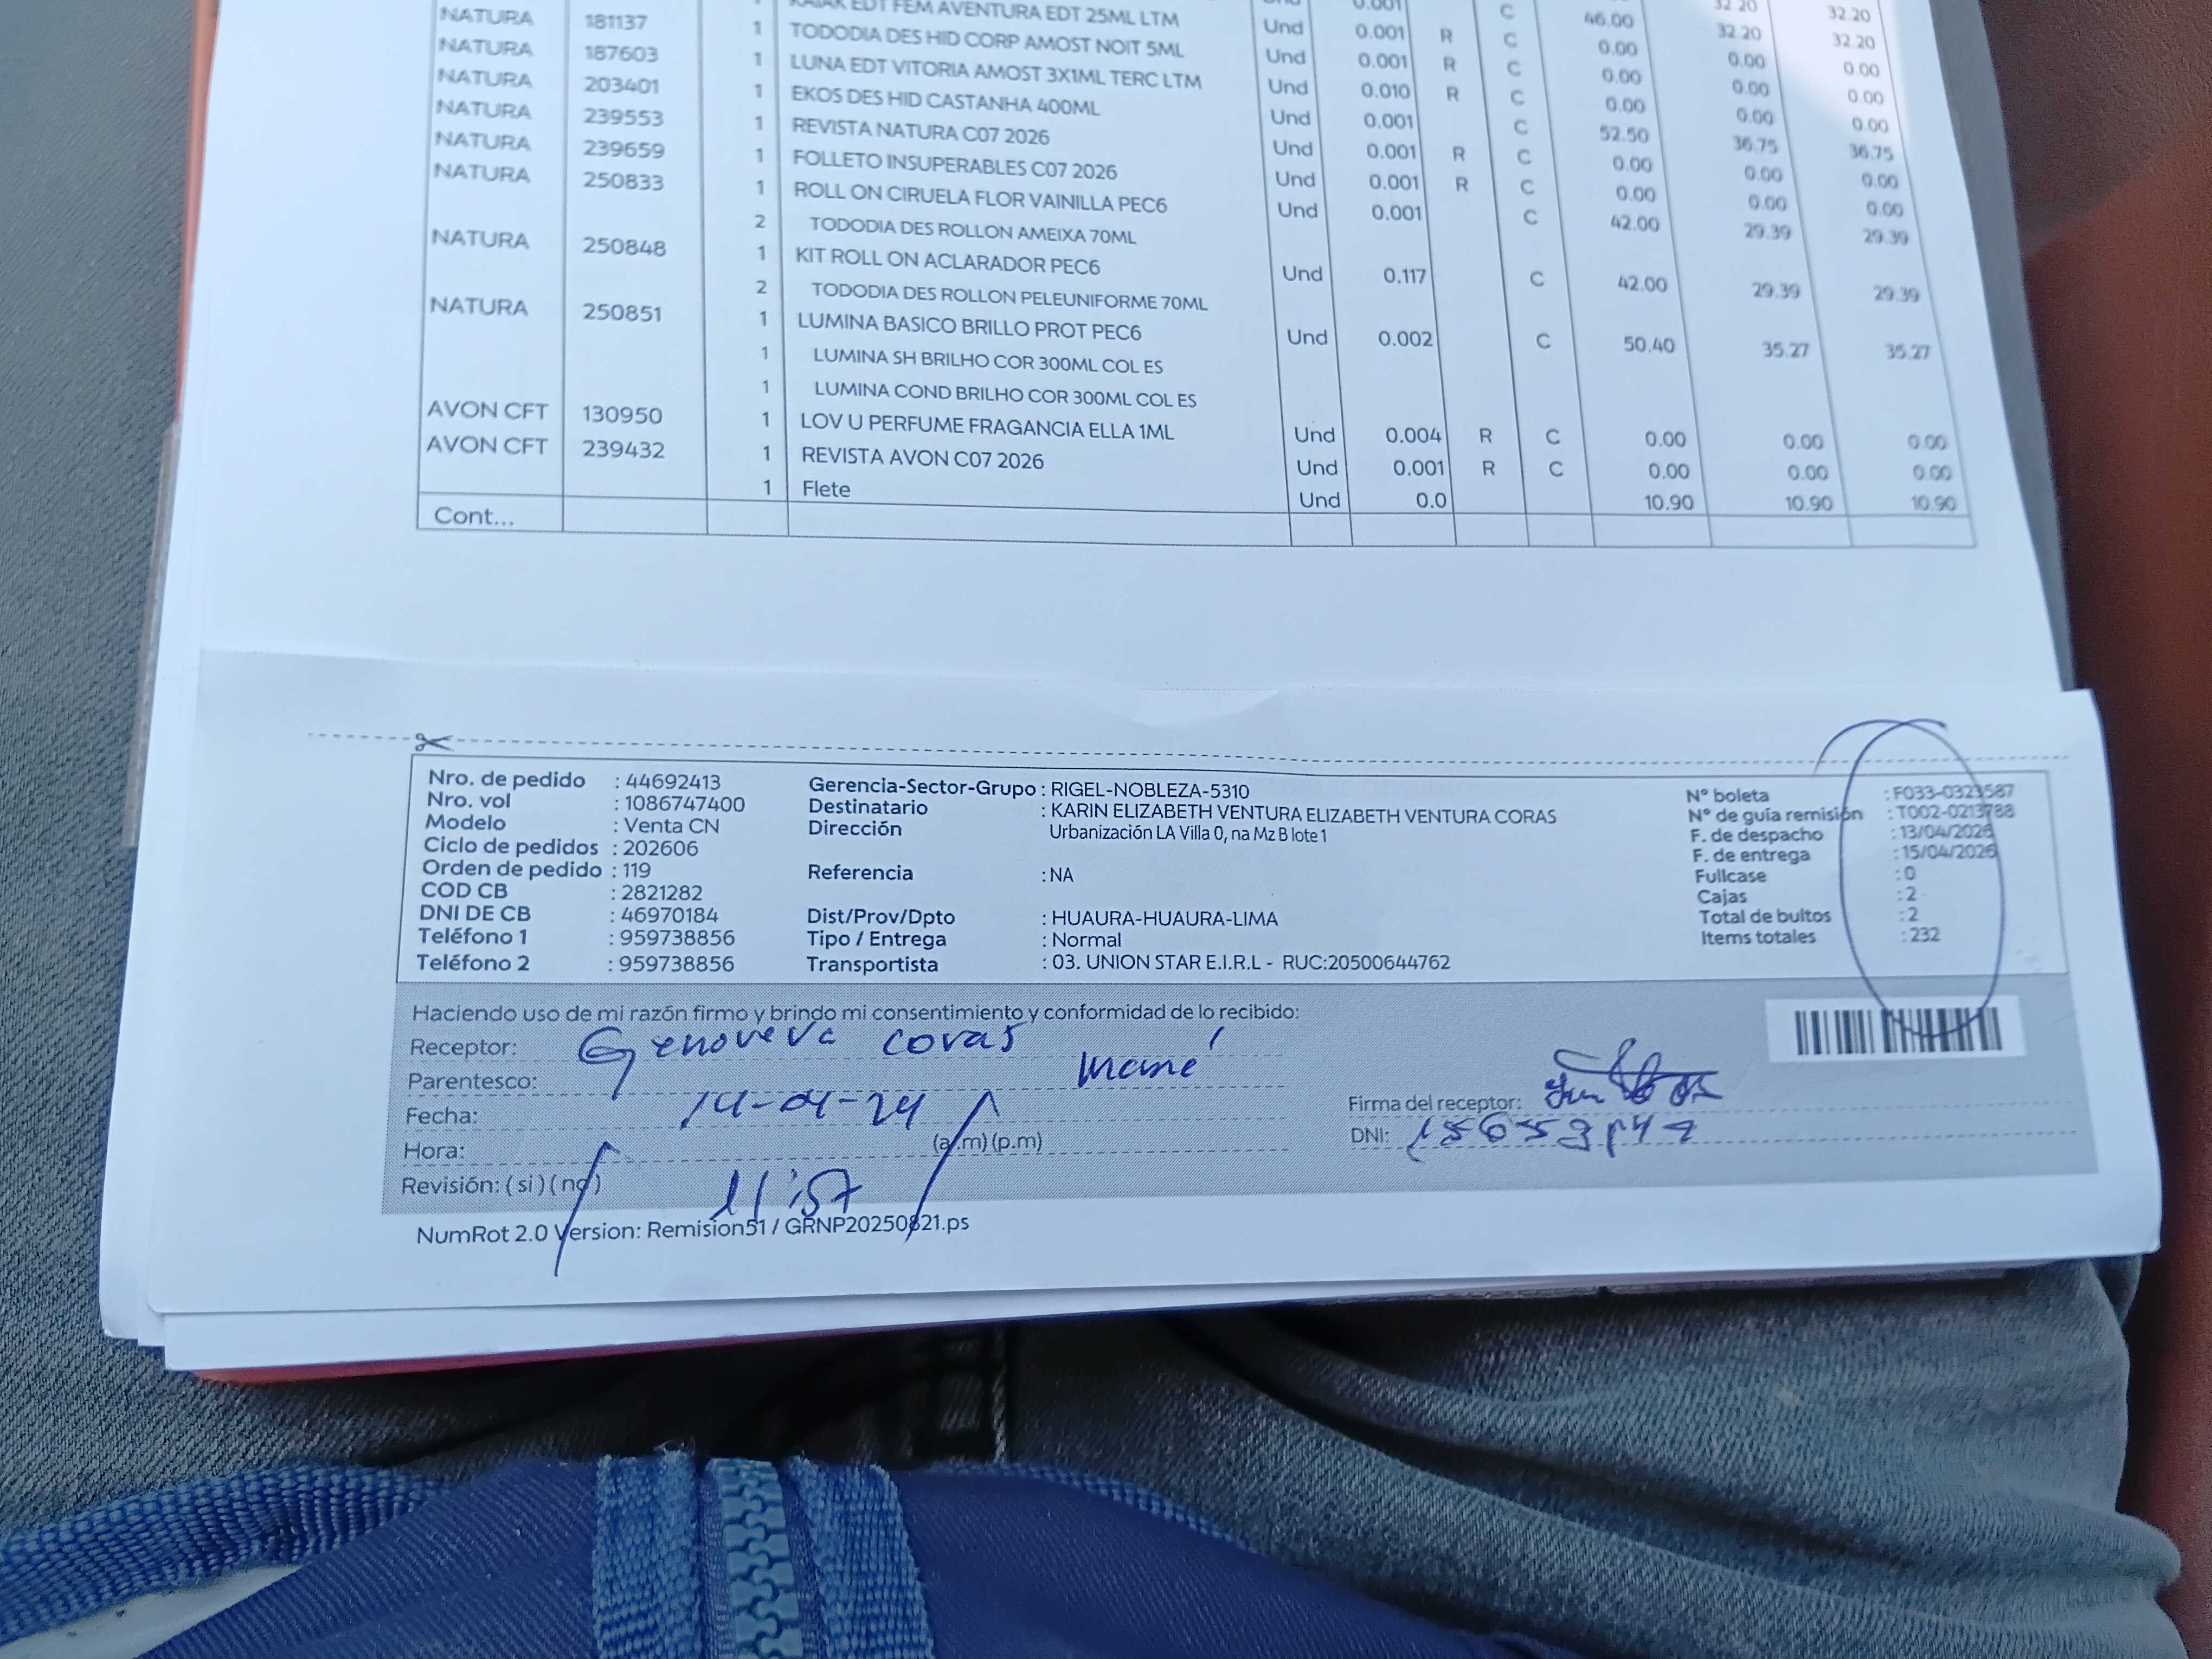 KAIAK EDT FEM AVENTURA EDT 25ML LTM 0.001 C 46.00 32.20 32.20
NATURA 181137 1 TODODIA DES HID CORP AMOST NOIT 5ML Und 0.001 R C 0.00 0.00 0.00
NATURA 187603 1 LUNA EDT VITORIA AMOST 3X1ML TERC LTM Und 0.001 R C 0.00 0.00 0.00
NATURA 203401 1 EKOS DES HID CASTANHA 400ML Und 0.010 C 52.50 36.75 36.75
NATURA 239553 1 REVISTA NATURA C07 2026 Und 0.001 R C 0.00 0.00 0.00
NATURA 239659 1 FOLLETO INSUPERABLES C07 2026 Und 0.001 R C 0.00 0.00 0.00
NATURA 250833 1 ROLL ON CIRUELA FLOR VAINILLA PEC6 Und 0.001 C 42.00 29.39 29.39
2 TODODIA DES ROLLON AMEIXA 70ML
NATURA 250848 1 KIT ROLL ON ACLARADOR PEC6 Und 0.117 C 42.00 29.39 29.39
2 TODODIA DES ROLLON PELEUNIFORME 70ML
NATURA 250851 1 LUMINA BASICO BRILLO PROT PEC6 Und 0.002 C 50.40 35.27 35.27
1 LUMINA SH BRILHO COR 300ML COL ES
1 LUMINA COND BRILHO COR 300ML COL ES
AVON CFT 130950 1 LOV U PERFUME FRAGANCIA ELLA 1ML Und 0.004 R C 0.00 0.00 0.00
AVON CFT 239432 1 REVISTA AVON C07 2026 Und 0.001 R C 0.00 0.00 0.00
1 Flete Und 0.0 10.90 10.90 10.90
Cont...
Nro. de pedido : 44692413 Gerencia-Sector-Grupo : RIGEL-NOBLEZA-5310 N° boleta : F033-0323587
Nro. vol : 1086747400 Destinatario : KARIN ELIZABETH VENTURA ELIZABETH VENTURA CORAS N° de guía remisión : T002-0213788
Modelo : Venta CN Dirección Urbanización LA Villa 0, na Mz B lote 1 F. de despacho : 13/04/2026
Ciclo de pedidos : 202606 F. de entrega : 15/04/2026
Orden de pedido : 119 Referencia : NA Fullcase : 0
COD CB : 2821282 Cajas : 2
DNI DE CB : 46970184 Dist/Prov/Dpto : HUAURA-HUAURA-LIMA Total de bultos : 2
Teléfono 1 : 959738856 Tipo / Entrega : Normal Items totales : 232
Teléfono 2 : 959738856 Transportista : 03. UNION STAR E.I.R.L - RUC:20500644762
Haciendo uso de mi razón firmo y brindo mi consentimiento y conformidad de lo recibido:
Receptor: Genoveva coras
Parentesco: mamé
Fecha: 14-04-24 Firma del receptor:
Hora: (a.m) (p.m) DNI:
Revisión: ( si ) ( no ) 11:57
NumRot 2.0 Version: Remision51 / GRNP20250821.ps